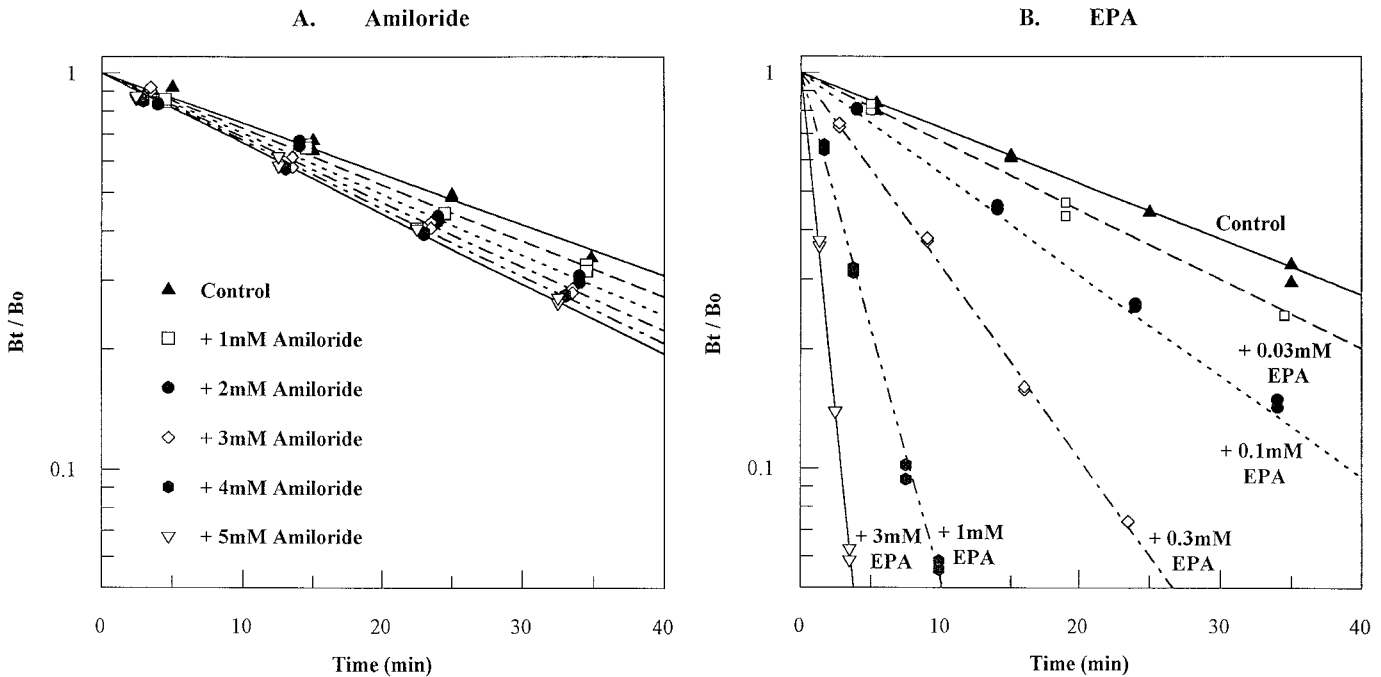 A. Amiloride
1
0.1
Bt / Bo
Control
+ 1mM Amiloride
+ 2mM Amiloride
+ 3mM Amiloride
+ 4mM Amiloride
+ 5mM Amiloride
0 10 20 30 40
Time (min)
B. EPA
1
0.1
Bt / Bo
Control
+ 0.03mM
EPA
+ 0.1mM
EPA
+ 0.3mM
EPA
+ 1mM
EPA
+ 3mM
EPA
0 10 20 30 40
Time (min)